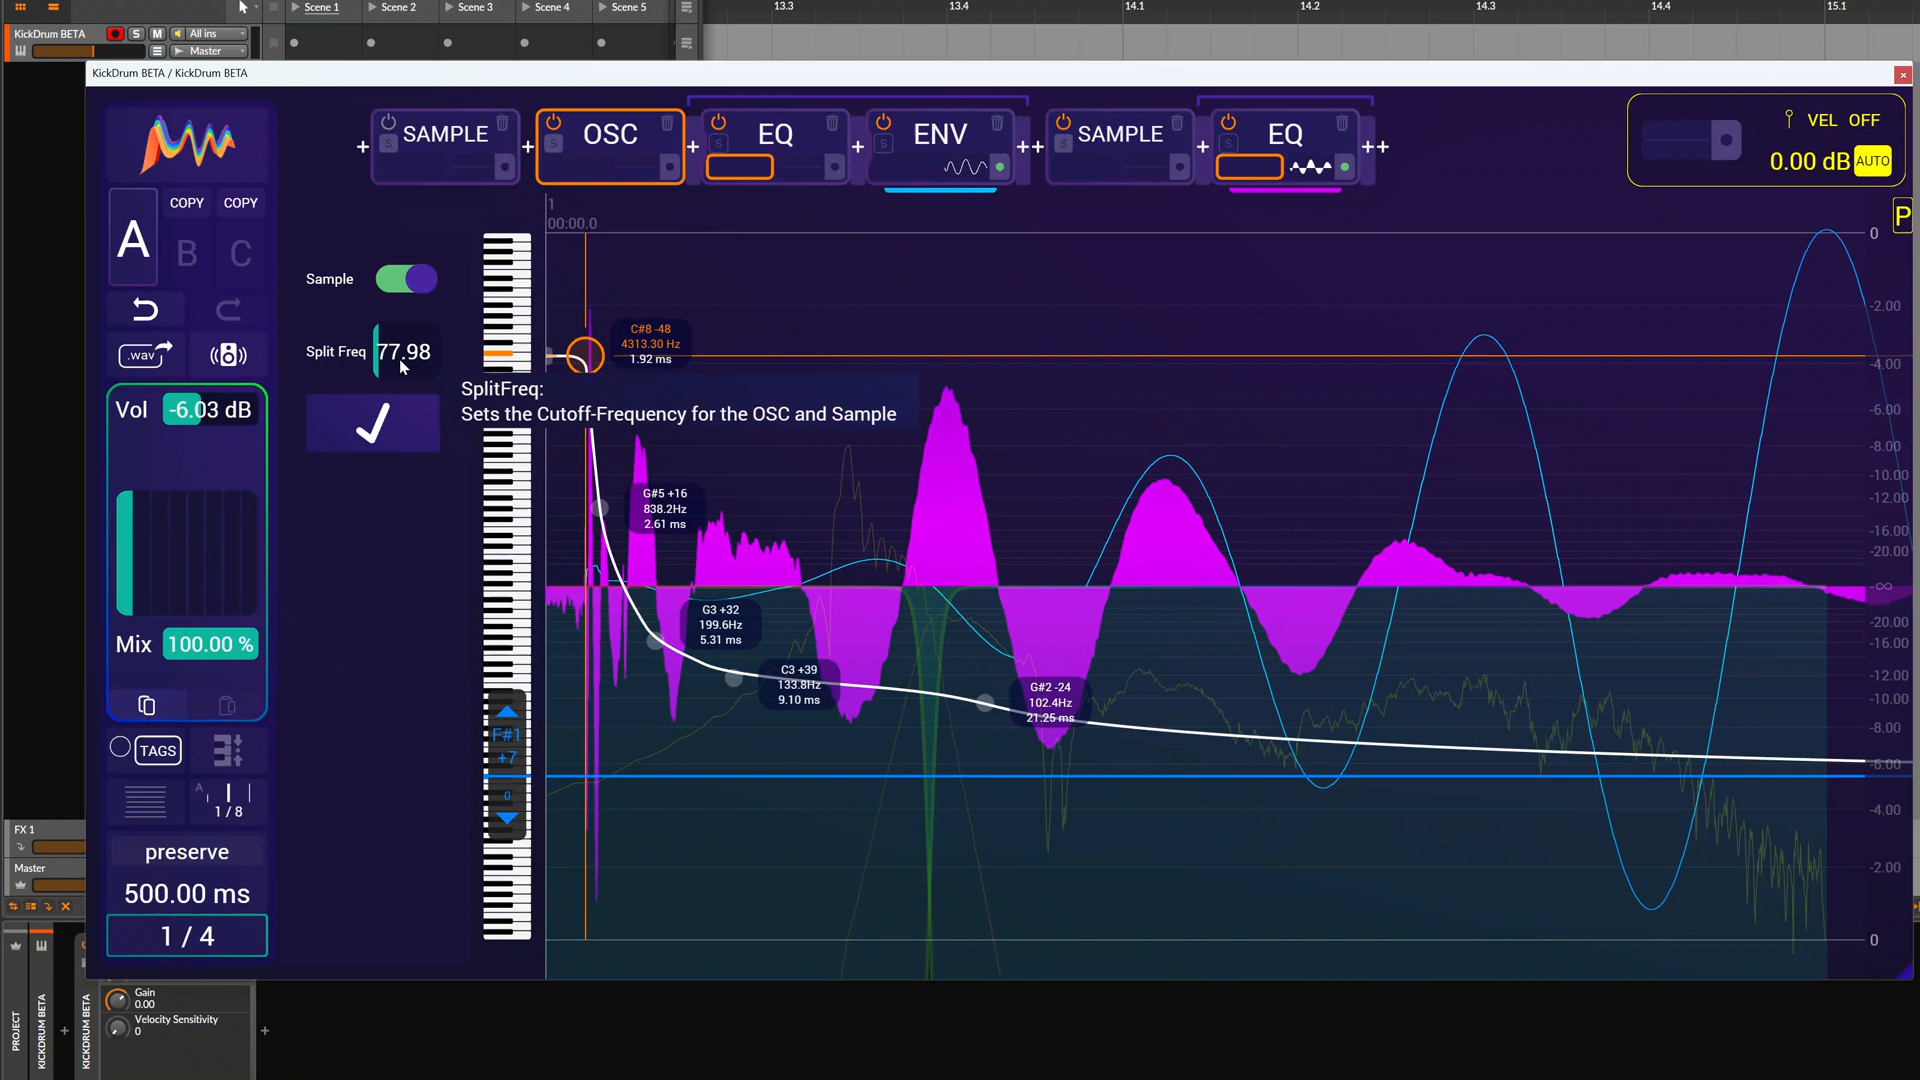 Scene 1 Scene 2 Scene 3 Scene 4 Scene 5
13.3 13.4 14.1 14.2 14.3 14.4 15.1
KickDrum BETA S M All ins
Master
KickDrum BETA / KickDrum BETA
SAMPLE OSC EQ ENV SAMPLE EQ
S S S S S S
VEL OFF
0.00 dB AUTO
P
COPY COPY
A B C
.wav
Vol -6.03 dB
Mix 100.00 %
TAGS
A 1 / 8
preserve
500.00 ms
1 / 4
Sample
Split Freq 77.98
SplitFreq:
Sets the Cutoff-Frequency for the OSC and Sample
1
00:00.0
C#8 -48
4313.30 Hz
1.92 ms
G#5 +16
838.2Hz
2.61 ms
G3 +32
199.6Hz
5.31 ms
C3 +39
133.8Hz
9.10 ms
G#2 -24
102.4Hz
21.25 ms
F#1
+7
0
0
-2.00
-4.00
-6.00
-8.00
-10.00
-12.00
-16.00
-20.00
-∞
-20.00
-16.00
-12.00
-10.00
-8.00
-6.00
-4.00
-2.00
0
FX 1
Master
PROJECT
KICKDRUM BETA
KICKDRUM BETA
Gain
0.00
Velocity Sensitivity
0